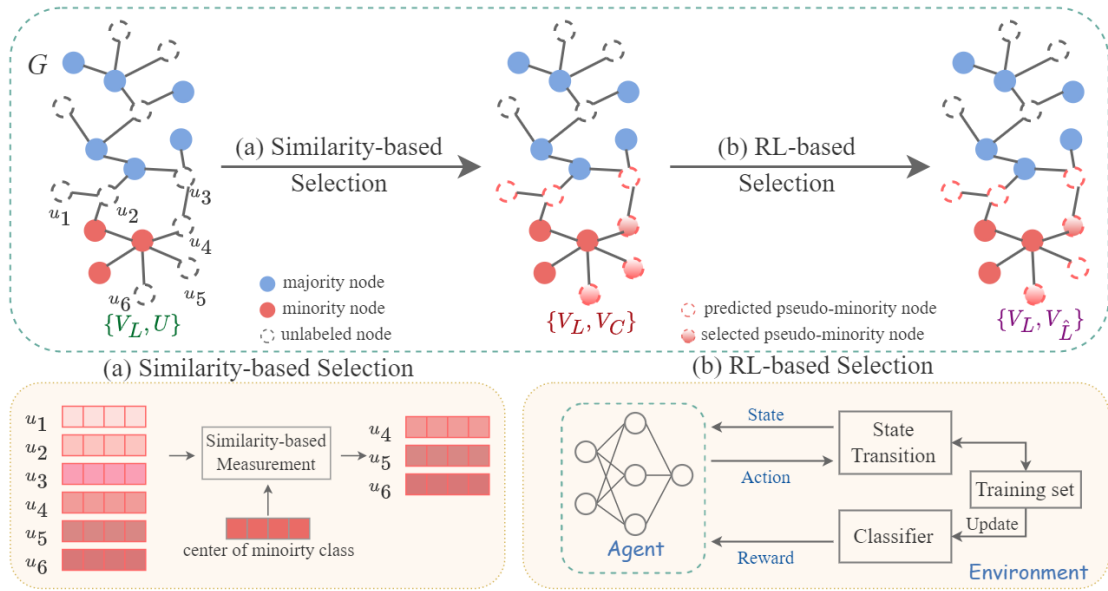 G
(a) Similarity-based
Selection
(b) RL-based
Selection
u1
u2
u3
u4
u5
u6
majority node
minority node
unlabeled node
predicted pseudo-minority node
selected pseudo-minority node
{V_L, U}
{V_L, V_C}
{V_L, V_L̂}
(a) Similarity-based Selection
u1
u2
u3
u4
u5
u6
Similarity-based
Measurement
center of minoirty class
u4
u5
u6
(b) RL-based Selection
Agent
State
Action
Reward
State
Transition
Training set
Update
Classifier
Environment